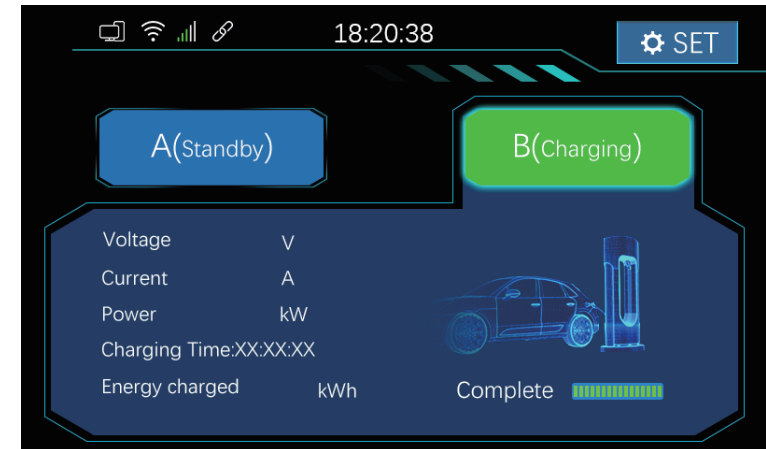 18:20:38
SET
A(Standby)
B(Charging)
Voltage V
Current A
Power kW
Charging Time:XX:XX:XX
Energy charged kWh
Complete